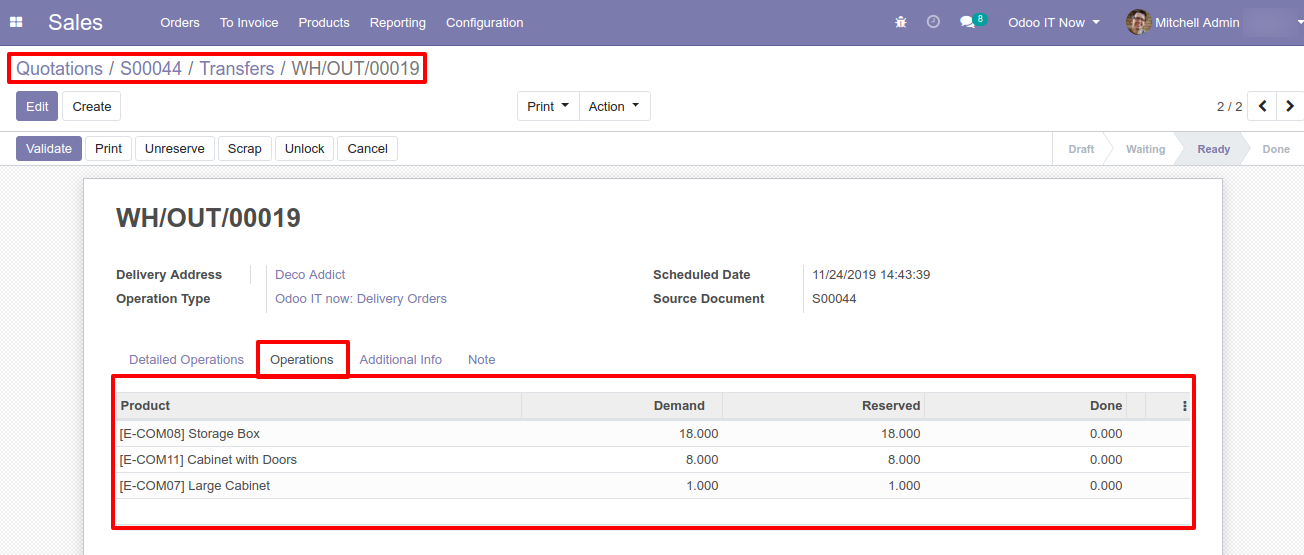 Sales Orders To Invoice Products Reporting Configuration 8 Odoo IT Now Mitchell Admin
Quotations / S00044 / Transfers / WH/OUT/00019
Edit Create Print Action 2 / 2
Validate Print Unreserve Scrap Unlock Cancel Draft Waiting Ready Done
WH/OUT/00019
Delivery Address Deco Addict Scheduled Date 11/24/2019 14:43:39
Operation Type Odoo IT now: Delivery Orders Source Document S00044
Detailed Operations Operations Additional Info Note
Product Demand Reserved Done
[E-COM08] Storage Box 18.000 18.000 0.000
[E-COM11] Cabinet with Doors 8.000 8.000 0.000
[E-COM07] Large Cabinet 1.000 1.000 0.000